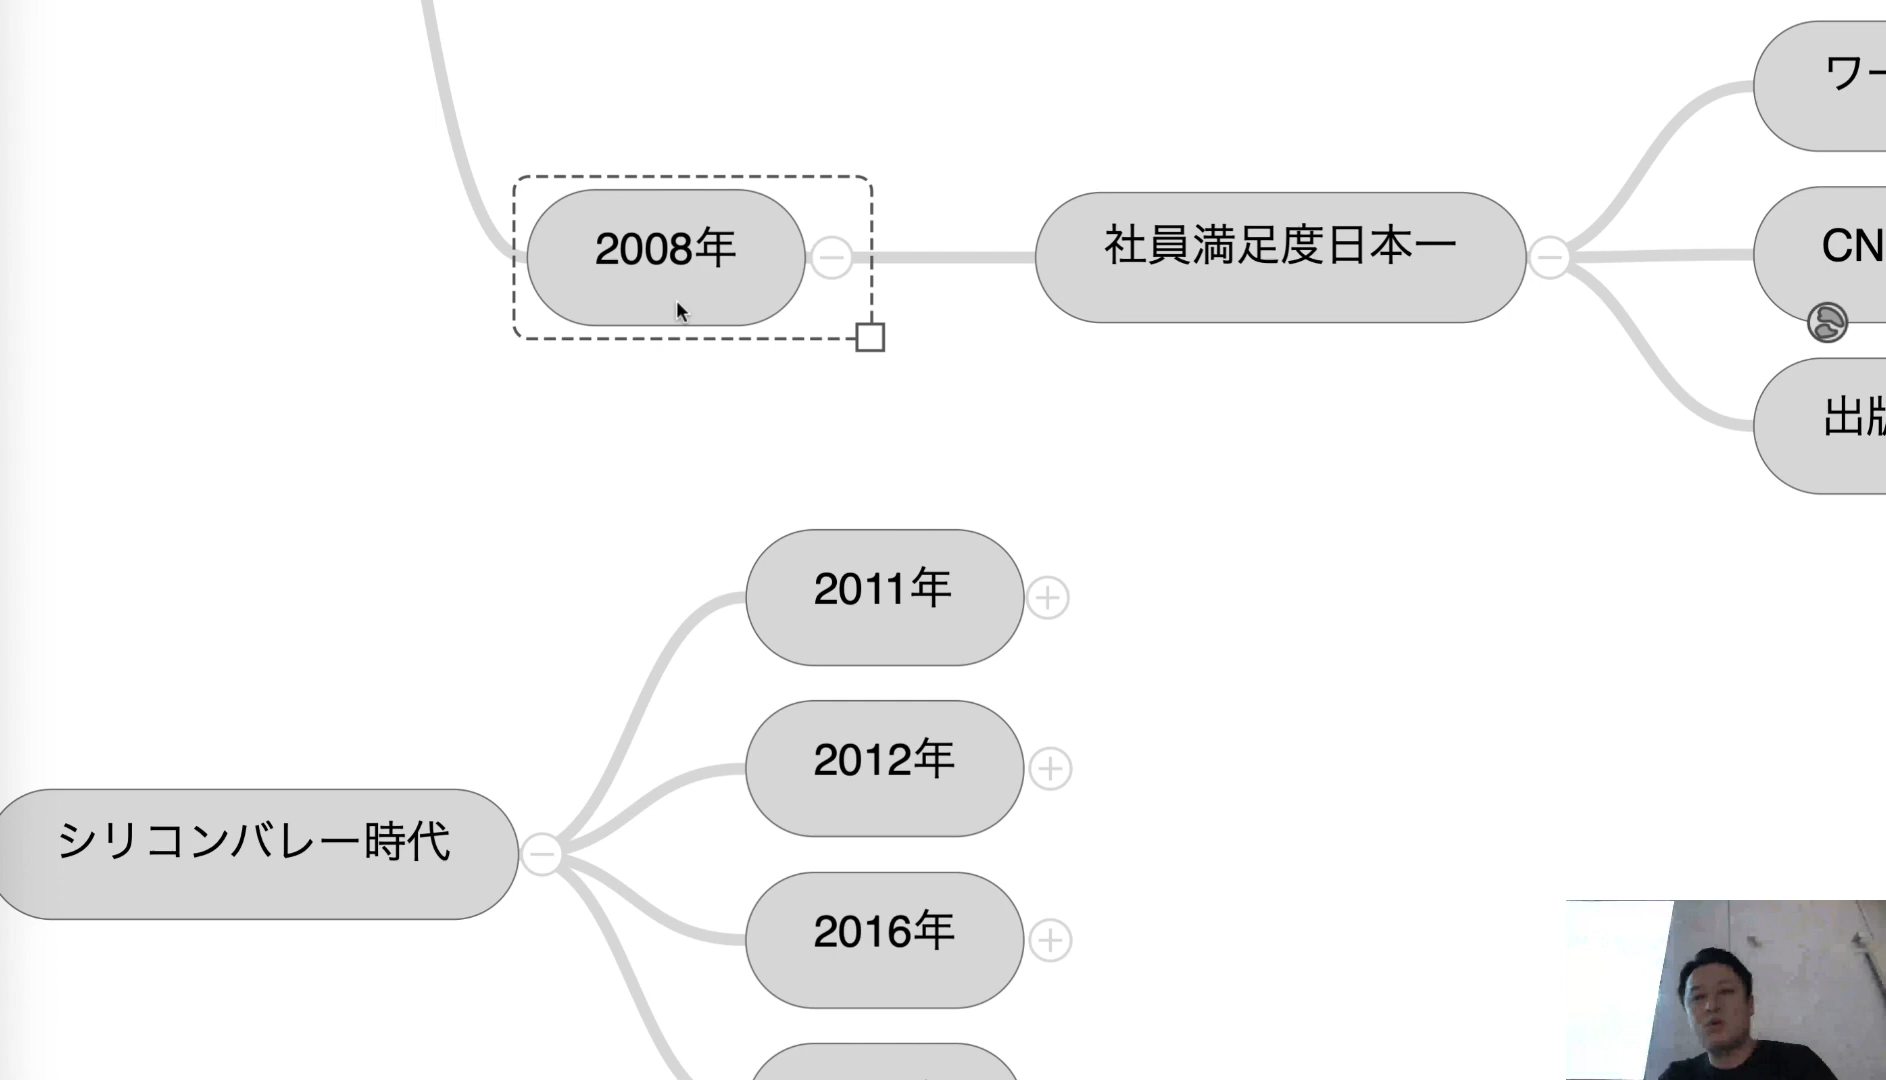 ワー
2008年
社員満足度日本一
CN
出版
2011年
2012年
シリコンバレー時代
2016年